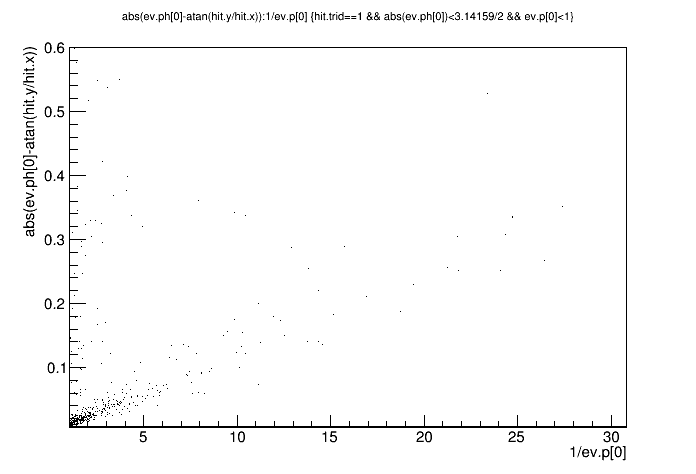 abs(ev.ph[0]-atan(hit.y/hit.x)):1/ev.p[0] {hit.trid==1 && abs(ev.ph[0])<3.14159/2 && ev.p[0]<1}
abs(ev.ph[0]-atan(hit.y/hit.x))
0.6
0.5
0.4
0.3
0.2
0.1
5 10 15 20 25 30
1/ev.p[0]